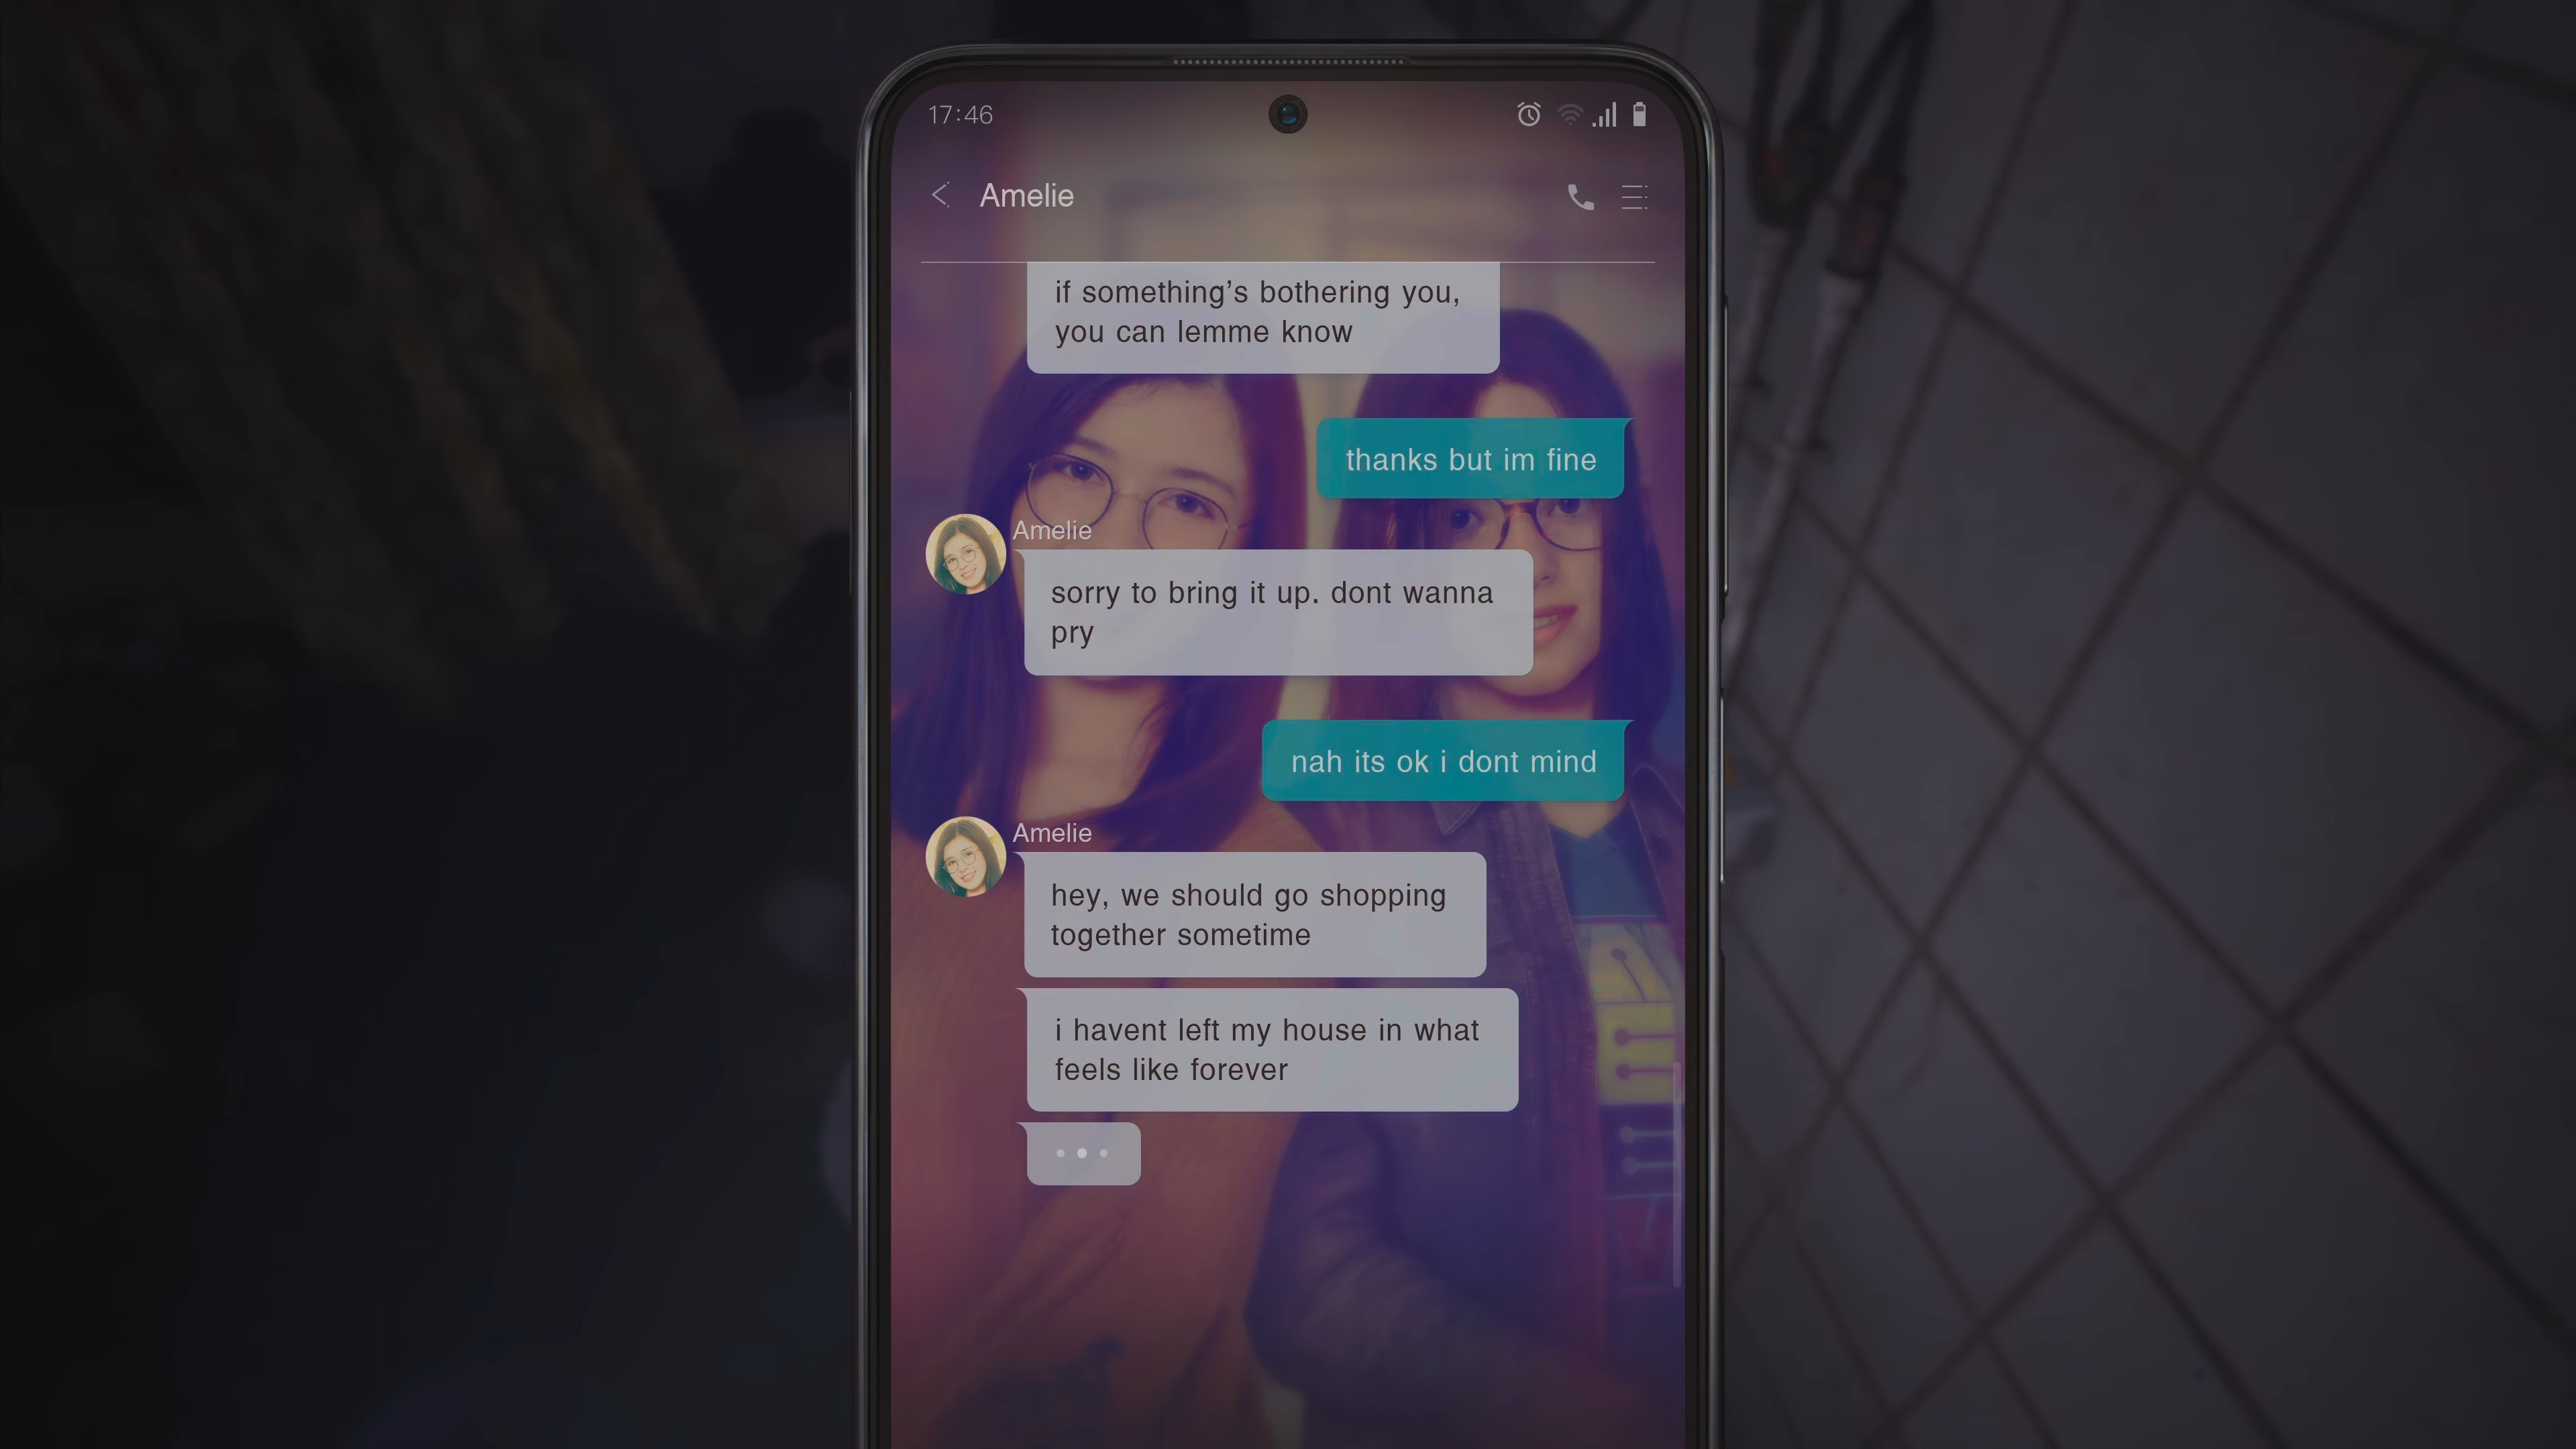 17:46
Amelie
if something’s bothering you,
you can lemme know
thanks but im fine
Amelie
sorry to bring it up. dont wanna
pry
nah its ok i dont mind
Amelie
hey, we should go shopping
together sometime
i havent left my house in what
feels like forever